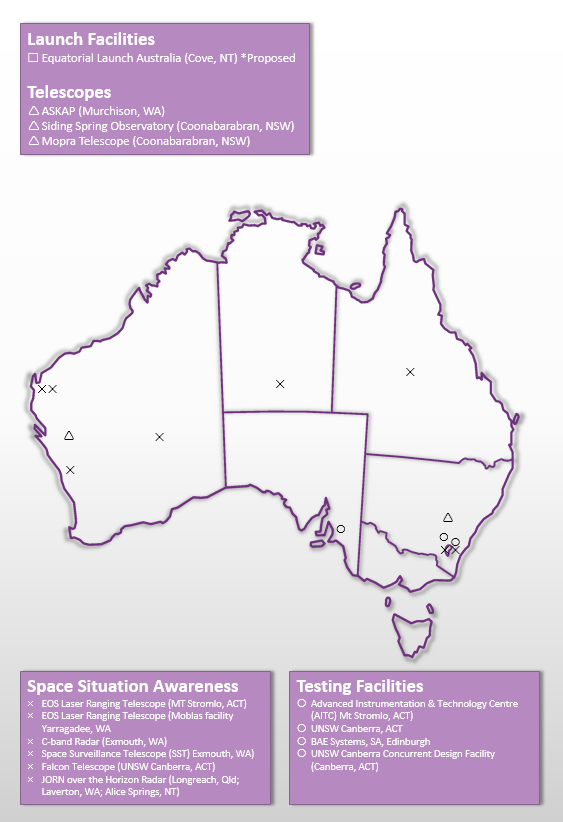 Launch Facilities
Equatorial Launch Australia (Cove, NT) *Proposed
Telescopes
ASKAP (Murchison, WA)
Siding Spring Observatory (Coonabarabran, NSW)
Mopra Telescope (Coonabarabran, NSW)
Space Situation Awareness
EOS Laser Ranging Telescope (MT Stromlo, ACT)
EOS Laser Ranging Telescope (Moblas facility
Yarragadee, WA
C-band Radar (Exmouth, WA)
Space Surveillance Telescope (SST) Exmouth, WA)
Falcon Telescope (UNSW Canberra, ACT)
JORN over the Horizon Radar (Longreach, Qld;
Laverton, WA; Alice Springs, NT)
Testing Facilities
Advanced Instrumentation & Technology Centre
(AITC) Mt Stromlo, ACT)
UNSW Canberra, ACT
BAE Systems, SA, Edinburgh
UNSW Canberra Concurrent Design Facility
(Canberra, ACT)